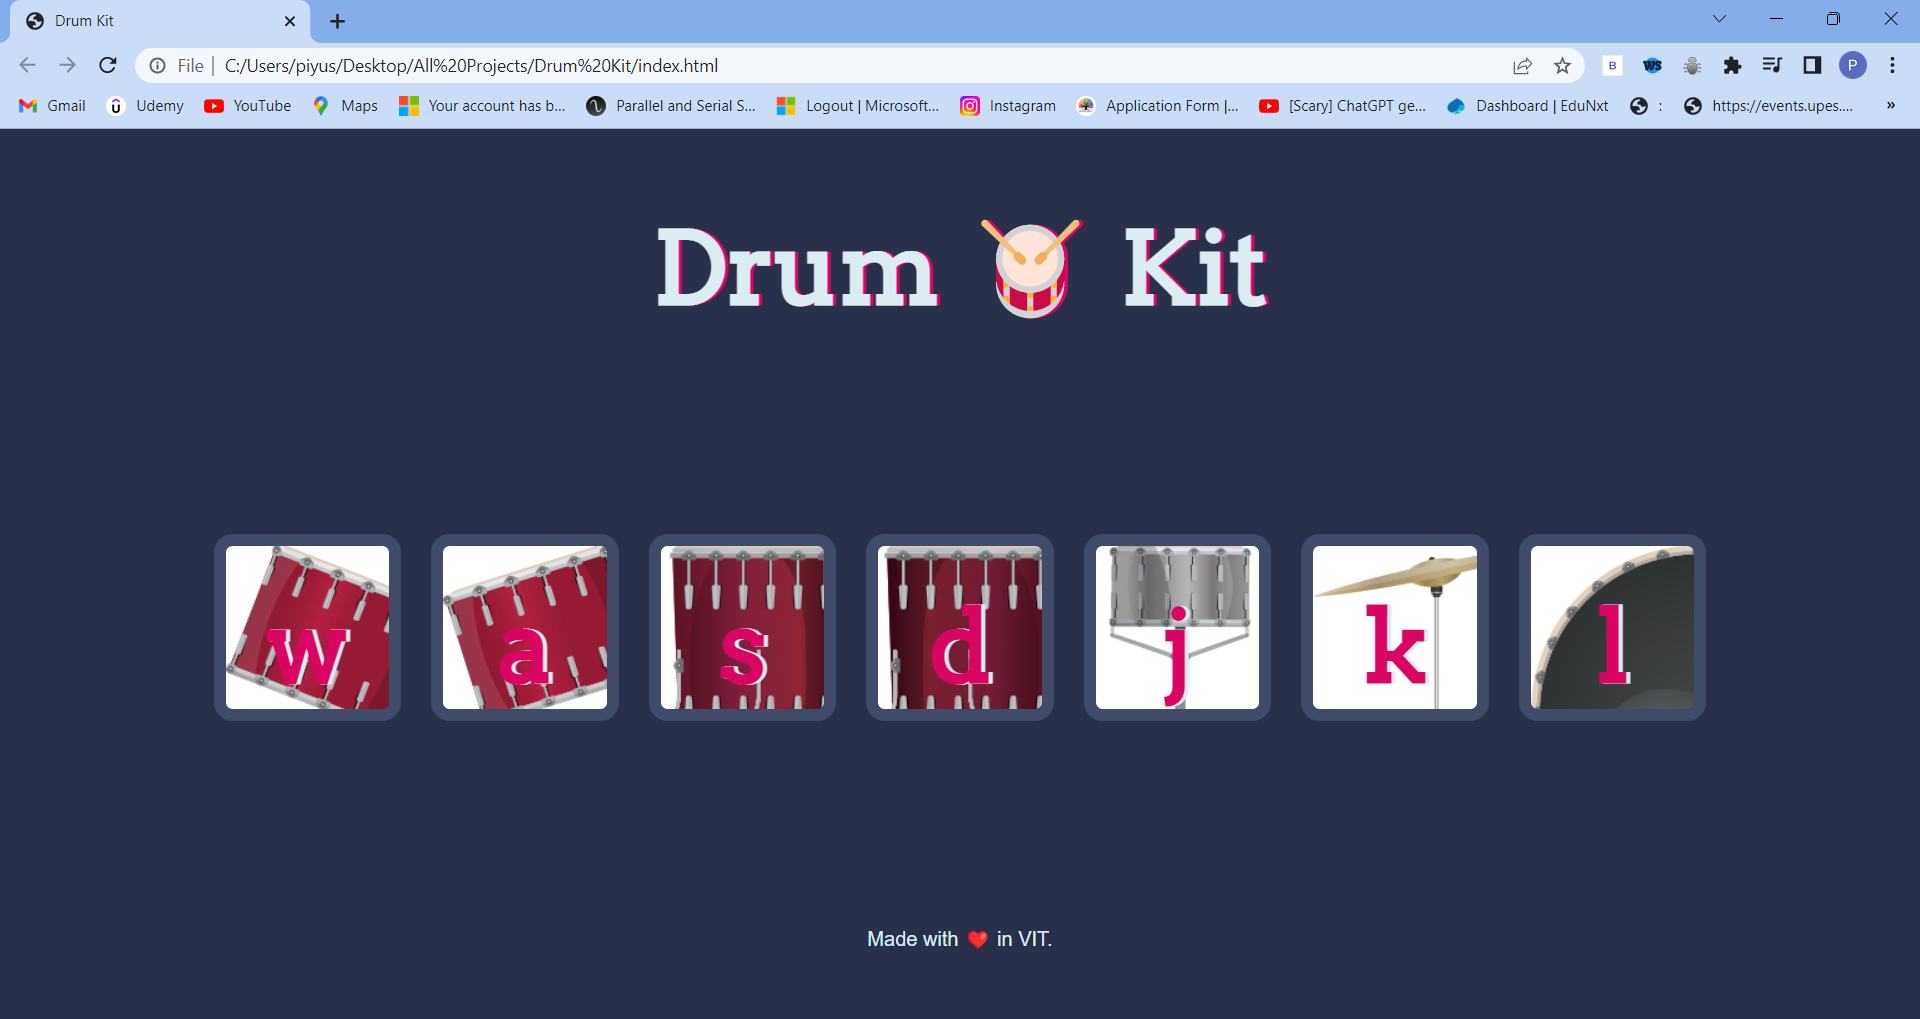 Drum Kit
File | C:/Users/piyus/Desktop/All%20Projects/Drum%20Kit/index.html
B WS P
Gmail Udemy YouTube Maps Your account has b... Parallel and Serial S... Logout | Microsoft... Instagram Application Form |... [Scary] ChatGPT ge... Dashboard | EduNxt : https://events.upes.... »
Drum 🥁 Kit
w a s d j k l
Made with ❤️ in VIT.